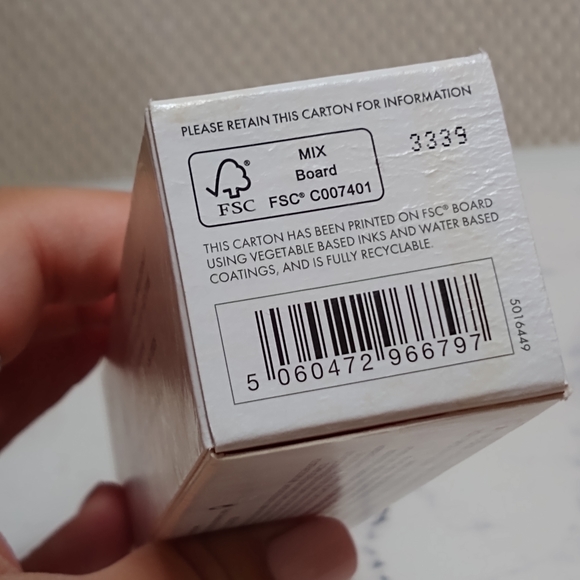 PLEASE RETAIN THIS CARTON FOR INFORMATION
3339
MIX
Board
FSC® C007401
®
FSC
THIS CARTON HAS BEEN PRINTED ON FSC® BOARD
USING VEGETABLE BASED INKS AND WATER BASED
COATINGS, AND IS FULLY RECYCLABLE.
5 060472 966797
5016449